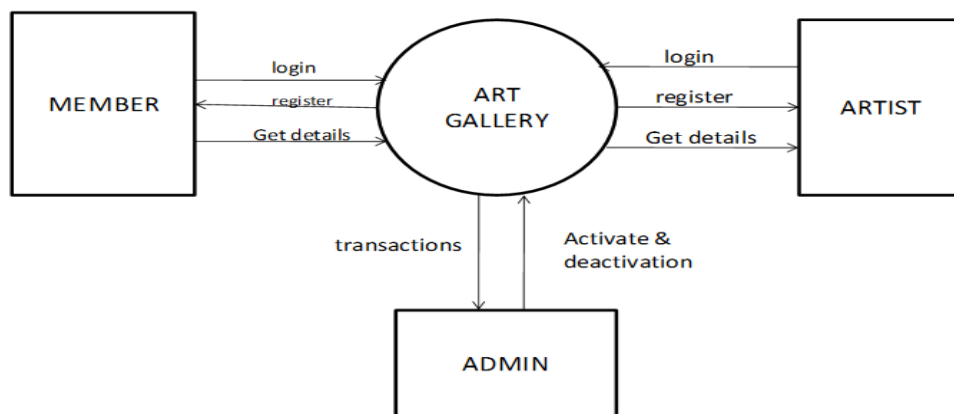 MEMBER
login
register
Get details
ART
GALLERY
login
register
Get details
ARTIST
transactions
Activate &
deactivation
ADMIN